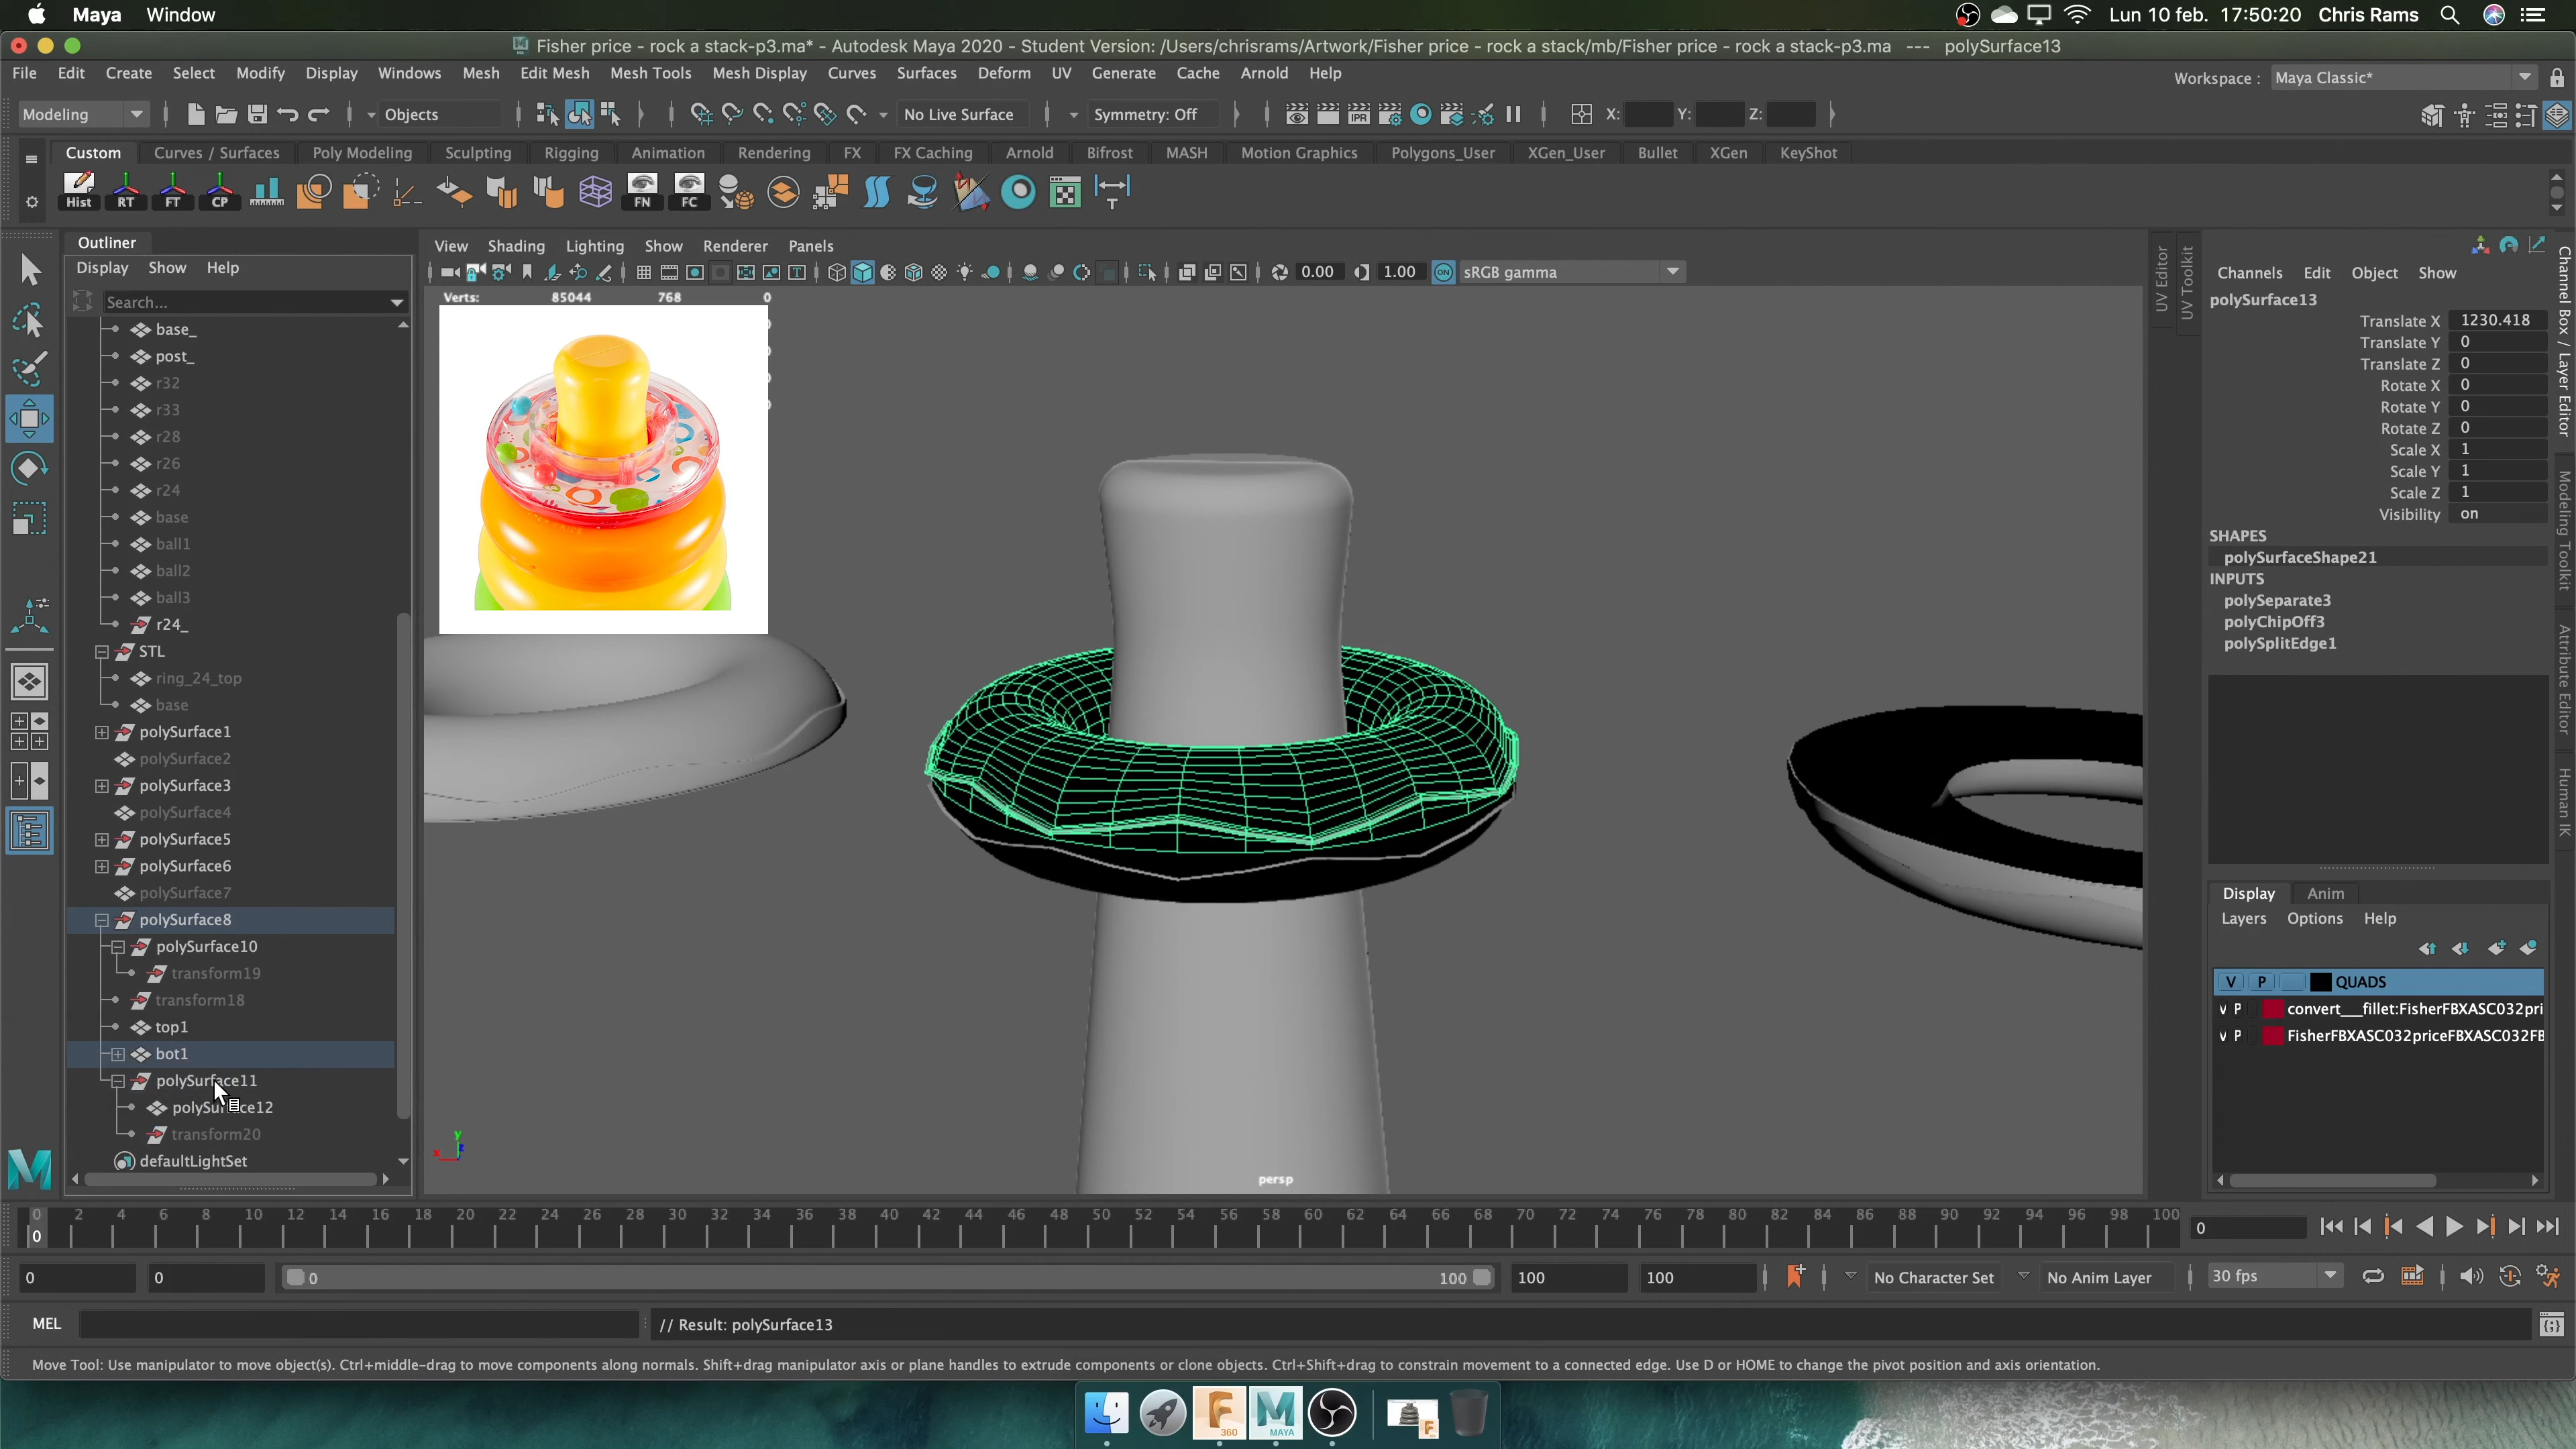 Maya Window
Lun 10 feb. 17:50:20 Chris Rams
Fisher price - rock a stack-p3.ma* - Autodesk Maya 2020 - Student Version: /Users/chrisrams/Artwork/Fisher price - rock a stack/mb/Fisher price - rock a stack-p3.ma --- polySurface13
File Edit Create Select Modify Display Windows Mesh Edit Mesh Mesh Tools Mesh Display Curves Surfaces Deform UV Generate Cache Arnold Help
Workspace : Maya Classic*
Modeling Objects No Live Surface Symmetry: Off IPR X: Y: Z:
Custom Curves / Surfaces Poly Modeling Sculpting Rigging Animation Rendering FX FX Caching Arnold Bifrost MASH Motion Graphics Polygons_User XGen_User Bullet XGen KeyShot
Hist RT FT CP FN FC
Outliner
Display Show Help
Search...
base_
post_
r32
r33
r28
r26
r24
base
ball1
ball2
ball3
r24_
STL
ring_24_top
base
polySurface1
polySurface2
polySurface3
polySurface4
polySurface5
polySurface6
polySurface7
polySurface8
polySurface10
transform19
transform18
top1
bot1
polySurface11
transform20
defaultLightSet
View Shading Lighting Show Renderer Panels
0.00 1.00 ON sRGB gamma
Verts: 85044 768 0
persp
UV Editor
UV Toolkit
Channels Edit Object Show
polySurface13
Translate X 1230.418
Translate Y 0
Translate Z 0
Rotate X 0
Rotate Y 0
Rotate Z 0
Scale X 1
Scale Y 1
Scale Z 1
Visibility on
SHAPES
polySurfaceShape21
INPUTS
polySeparate3
polyChipOff3
polySplitEdge1
Channel Box / Layer Editor
Modeling Toolkit
Attribute Editor
Human IK
Display Anim
Layers Options Help
V P QUADS
V P convert__fillet:FisherFBXASC032pri
V P FisherFBXASC032priceFBXASC032FB
0 2 4 6 8 10 12 14 16 18 20 22 24 26 28 30 32 34 36 38 40 42 44 46 48 50 52 54 56 58 60 62 64 66 68 70 72 74 76 78 80 82 84 86 88 90 92 94 96 98 100
0 0
0 0 0 100 100 100 No Character Set No Anim Layer 30 fps
MEL // Result: polySurface13
Move Tool: Use manipulator to move object(s). Ctrl+middle-drag to move components along normals. Shift+drag manipulator axis or plane handles to extrude components or clone objects. Ctrl+Shift+drag to constrain movement to a connected edge. Use D or HOME to change the pivot position and axis orientation.
360 MAYA